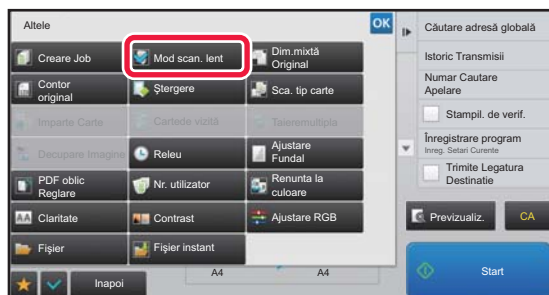 Altele
OK
Creare Job
Mod scan. lent
Dim.mixtă
Original
Contor
original
Ştergere
Sca. tip carte
Imparte Carte
Cartede vizită
Taieremultipla
Decupare Imagine
Releu
Ajustare
Fundal
PDF oblic
Reglare
Nr. utilizator
Renunta la
culoare
AA
Claritate
Contrast
Ajustare RGB
Fişier
Fişier instant
Inapoi
A4
A4
Căutare adresă globală
Istoric Transmisii
Numar Cautare
Apelare
Stampil. de verif.
Înregistrare program
Inreg. Setari Curente
Trimite Legatura
Destinatie
Previzualiz.
CA
Start